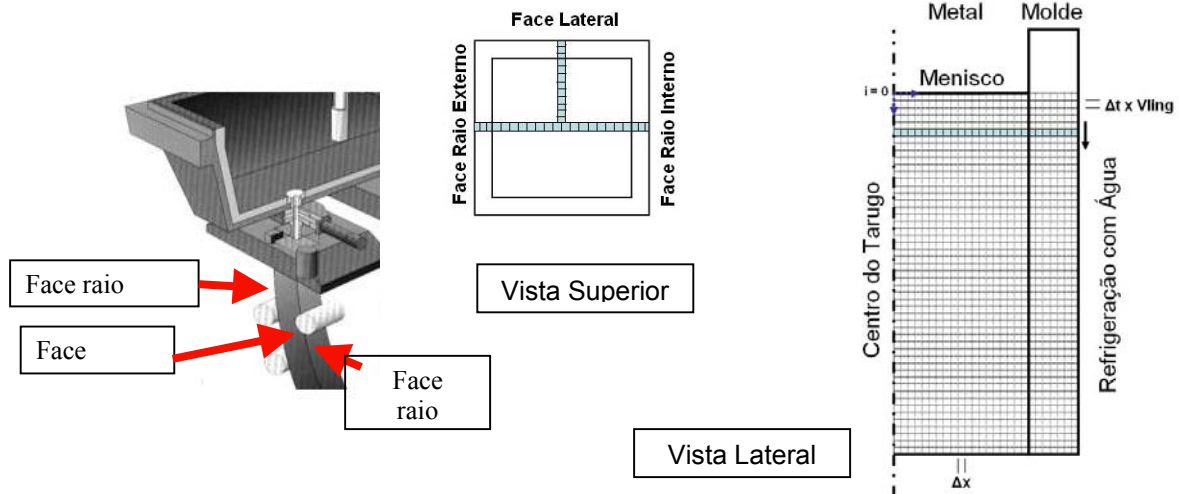 Face Lateral
Face Raio Externo
Face Raio Interno
Vista Superior
Face raio
Face
Face
raio
Metal
Molde
i = 0
Menisco
Δt x Vling
Centro do Tarugo
Refrigeração com Água
Δx
Vista Lateral